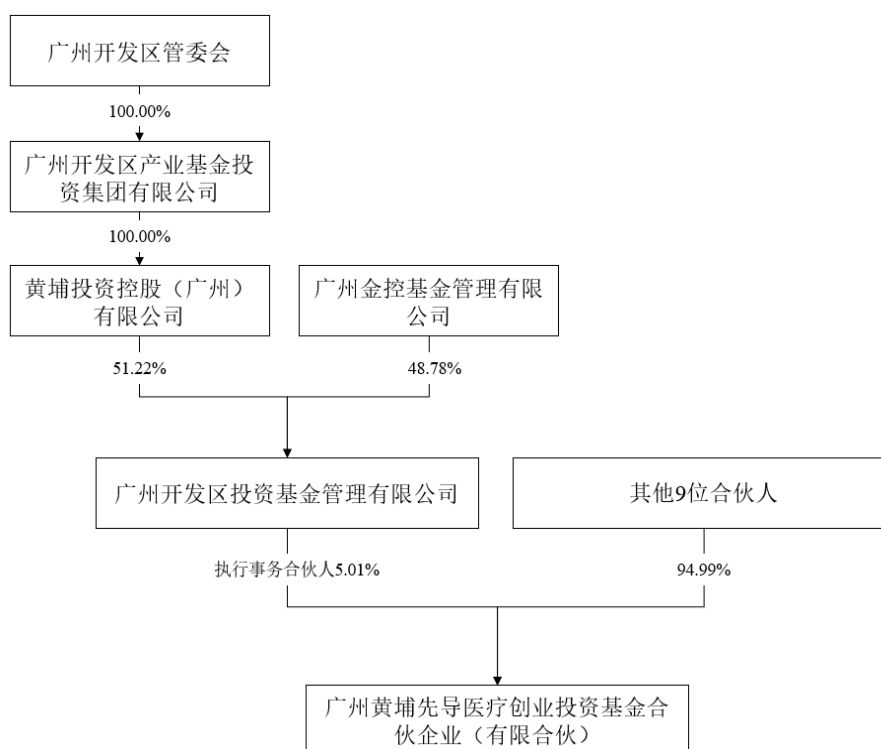 广州开发区管委会
100.00%
广州开发区产业基金投
资集团有限公司
100.00%
黄埔投资控股（广州）
有限公司
广州金控基金管理有限
公司
51.22%
48.78%
广州开发区投资基金管理有限公司
其他9位合伙人
执行事务合伙人5.01%
94.99%
广州黄埔先导医疗创业投资基金合
伙企业（有限合伙）